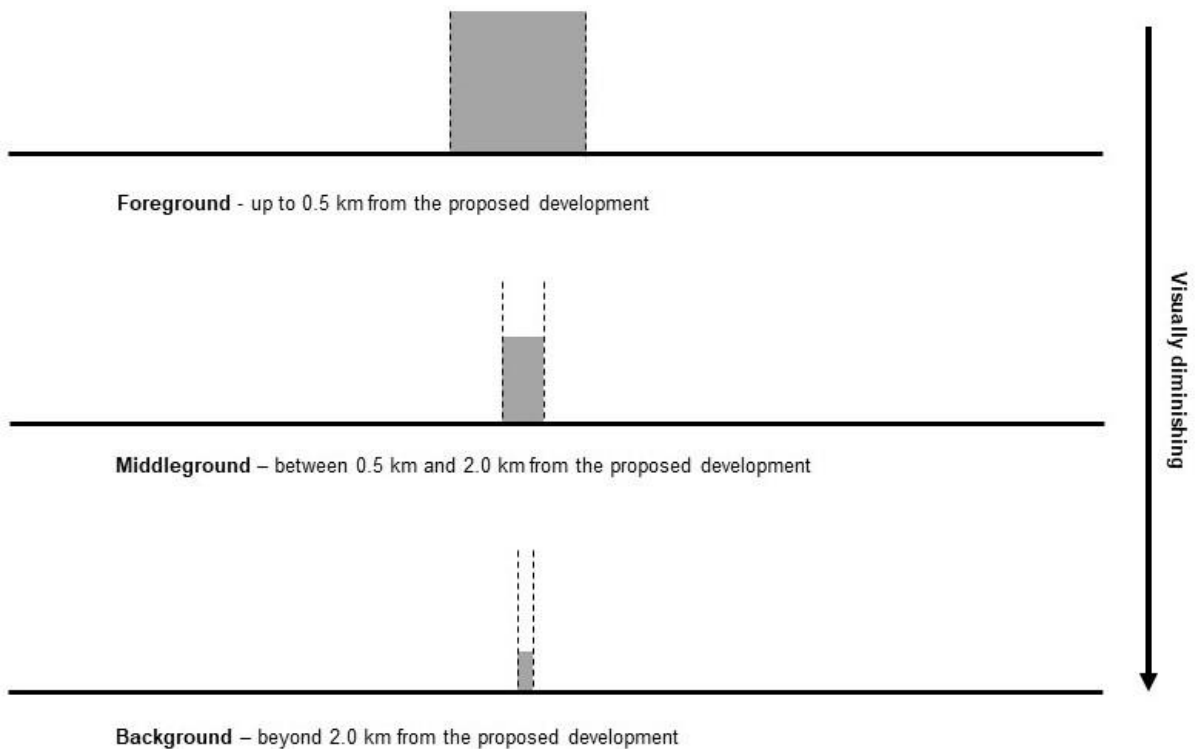 Foreground - up to 0.5 km from the proposed development
Visually diminishing
Middleground – between 0.5 km and 2.0 km from the proposed development
Background – beyond 2.0 km from the proposed development